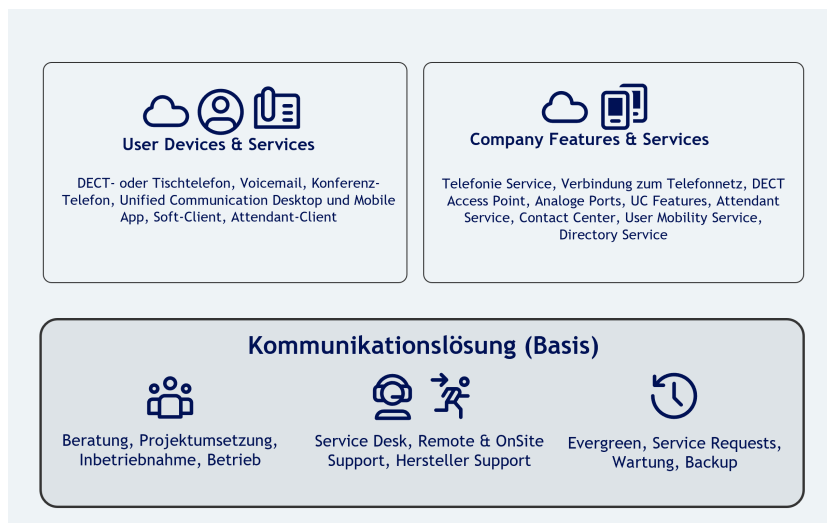 User Devices & Services
DECT- oder Tischtelefon, Voicemail, Konferenz-
Telefon, Unified Communication Desktop und Mobile
App, Soft-Client, Attendant-Client
Company Features & Services
Telefonie Service, Verbindung zum Telefonnetz, DECT
Access Point, Analoge Ports, UC Features, Attendant
Service, Contact Center, User Mobility Service,
Directory Service
Kommunikationslösung (Basis)
Beratung, Projektumsetzung,
Inbetriebnahme, Betrieb
Service Desk, Remote & OnSite
Support, Hersteller Support
Evergreen, Service Requests,
Wartung, Backup